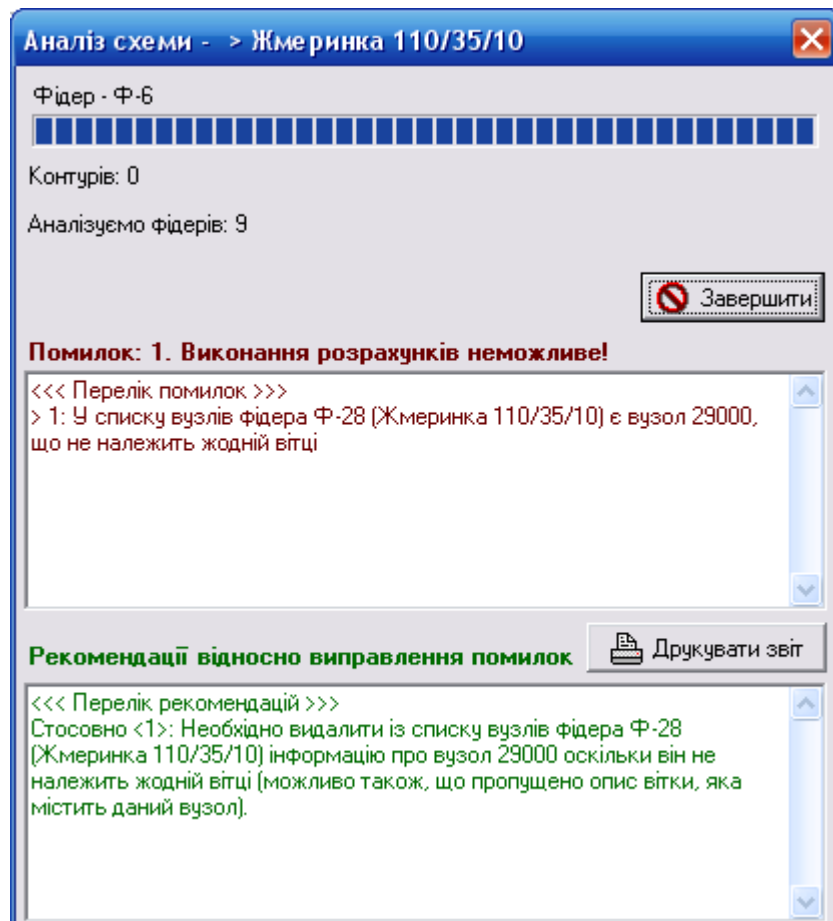 Аналіз схеми - > Жмеринка 110/35/10
Фідер - Ф-6
Контурів: 0
Аналізуємо фідерів: 9
Завершити
Помилок: 1. Виконання розрахунків неможливе!
<<< Перелік помилок >>>
> 1: У списку вузлів фідера Ф-28 (Жмеринка 110/35/10) є вузол 29000,
що не належить жодній вітці
Рекомендації відносно виправлення помилок
Друкувати звіт
<<< Перелік рекомендацій >>>
Стосовно <1>: Необхідно видалити із списку вузлів фідера Ф-28
(Жмеринка 110/35/10) інформацію про вузол 29000 оскільки він не
належить жодній вітці (можливо також, що пропущено опис вітки, яка
містить даний вузол).